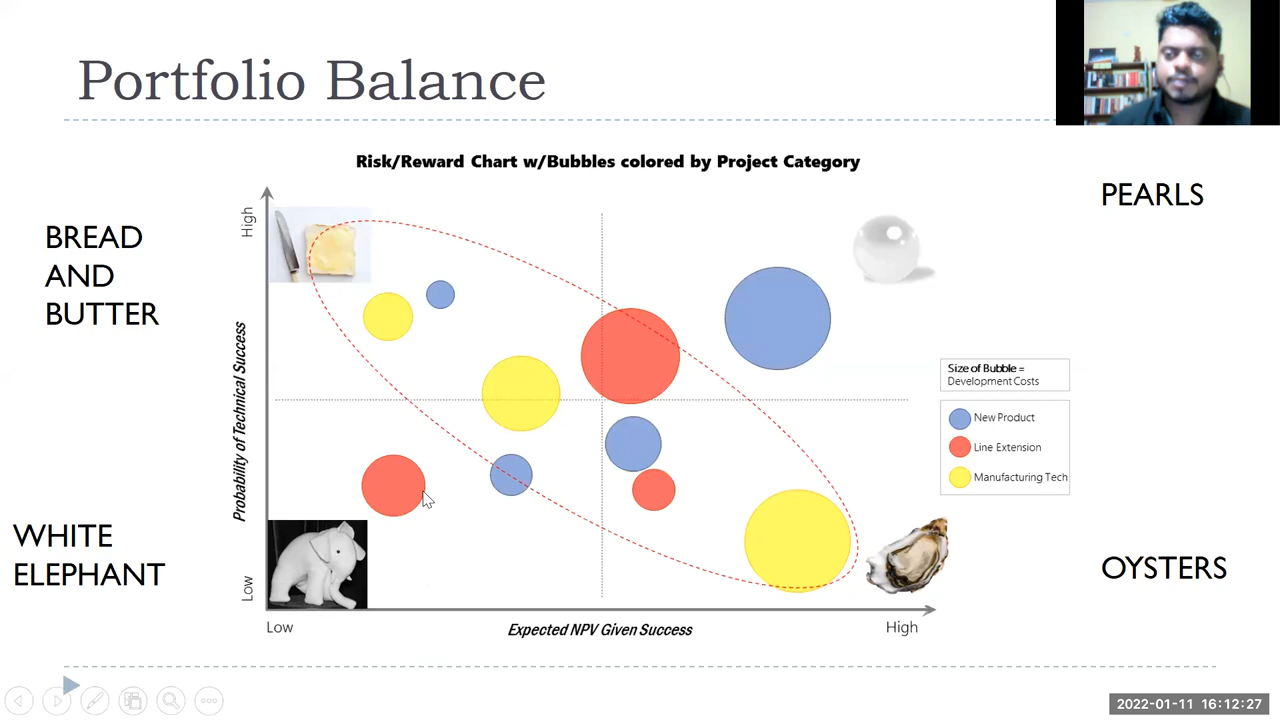 Portfolio Balance
Risk/Reward Chart w/Bubbles colored by Project Category
PEARLS
BREAD
AND
BUTTER
High
Probability of Technical Success
Size of Bubble =
Development Costs
New Product
Line Extension
Manufacturing Tech
WHITE
ELEPHANT
OYSTERS
Low
Low
Expected NPV Given Success
High
2022-01-11 16:12:27